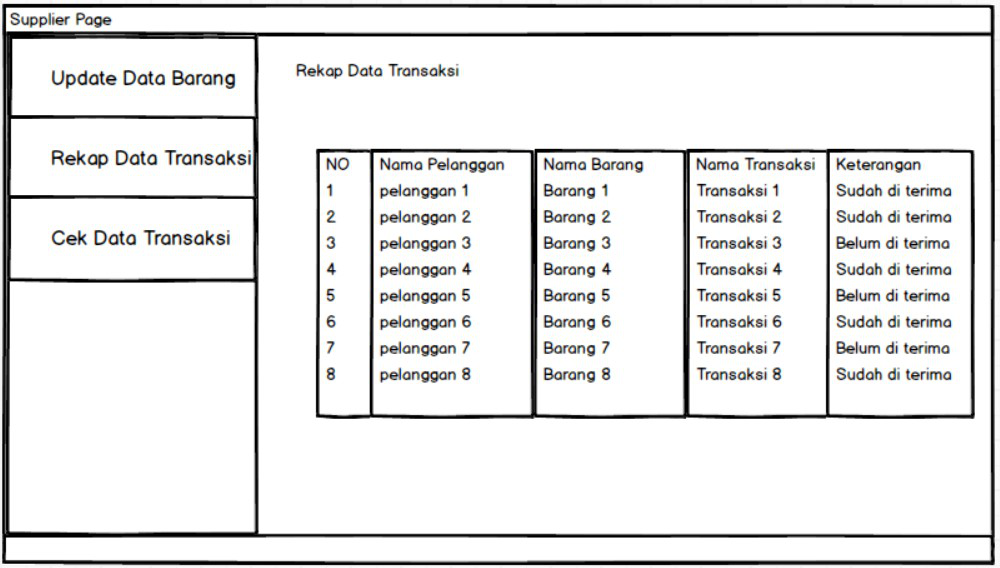 Supplier Page
Update Data Barang
Rekap Data Transaksi
Cek Data Transaksi
Rekap Data Transaksi
NO Nama Pelanggan Nama Barang Nama Transaksi Keterangan
1 pelanggan 1 Barang 1 Transaksi 1 Sudah di terima
2 pelanggan 2 Barang 2 Transaksi 2 Sudah di terima
3 pelanggan 3 Barang 3 Transaksi 3 Belum di terima
4 pelanggan 4 Barang 4 Transaksi 4 Sudah di terima
5 pelanggan 5 Barang 5 Transaksi 5 Belum di terima
6 pelanggan 6 Barang 6 Transaksi 6 Sudah di terima
7 pelanggan 7 Barang 7 Transaksi 7 Belum di terima
8 pelanggan 8 Barang 8 Transaksi 8 Sudah di terima